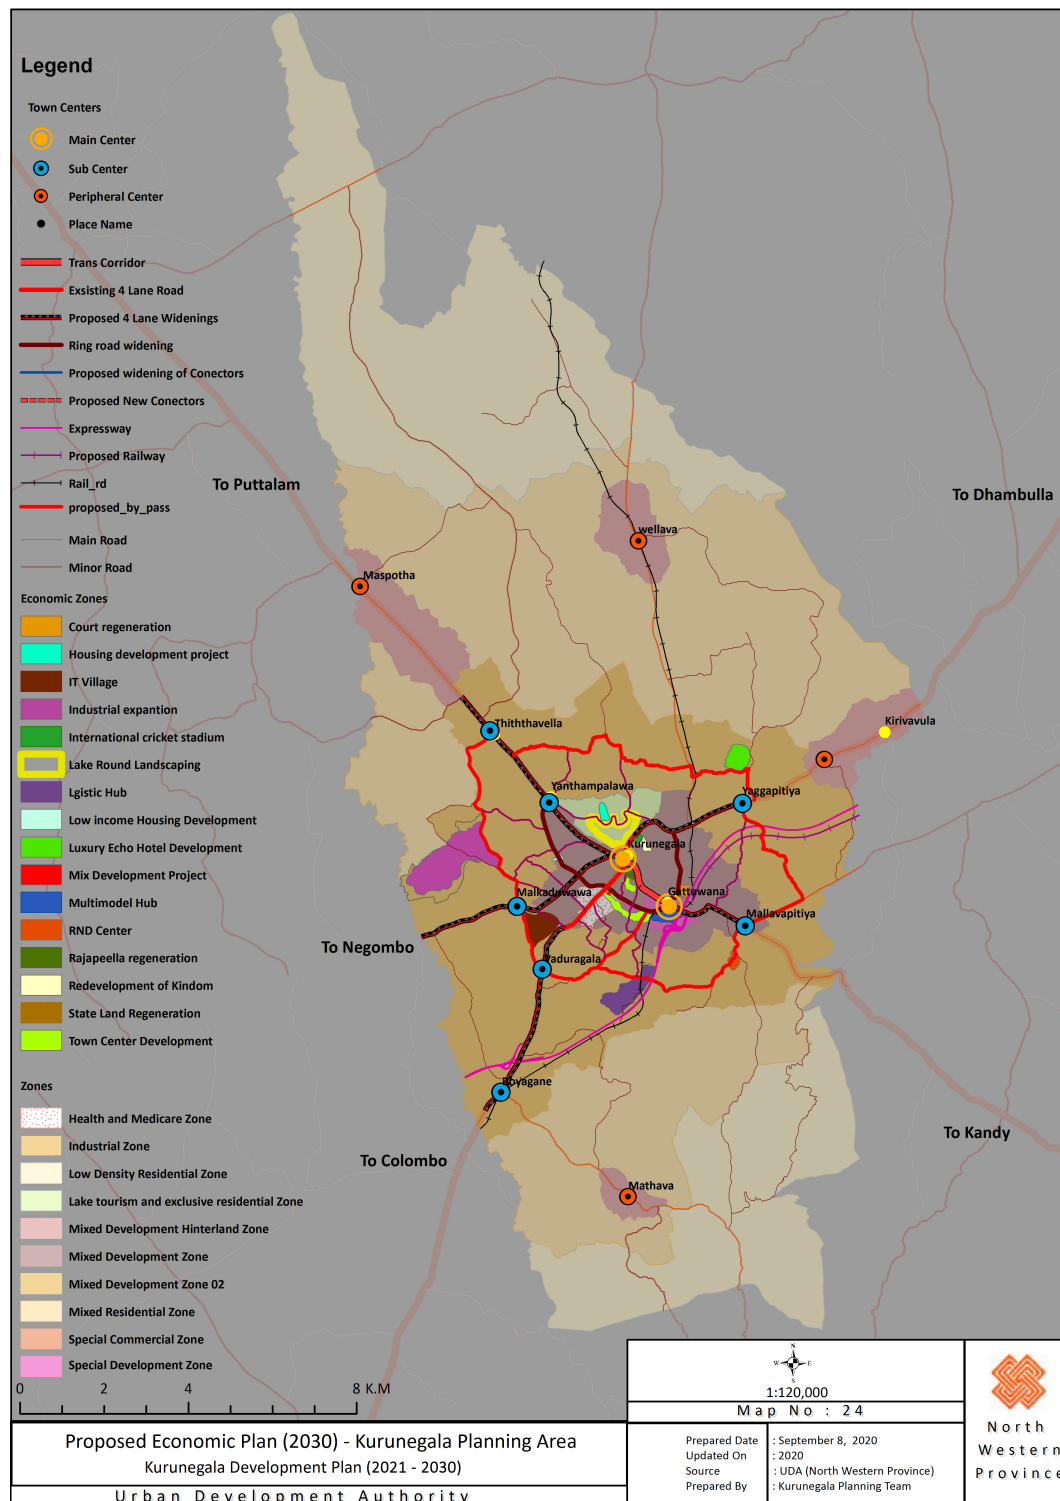 Legend
Town Centers
Main Center
Sub Center
Peripheral Center
Place Name
Trans Corridor
Exsisting 4 Lane Road
Proposed 4 Lane Widenings
Ring road widening
Proposed widening of Conectors
Proposed New Conectors
Expressway
Proposed Railway
Rail_rd
proposed_by_pass
Main Road
Minor Road
Economic Zones
Court regeneration
Housing development project
IT Village
Industrial expantion
International cricket stadium
Lake Round Landscaping
Lgistic Hub
Low income Housing Development
Luxury Echo Hotel Development
Mix Development Project
Multimodel Hub
RND Center
Rajapeella regeneration
Redevelopment of Kindom
State Land Regeneration
Town Center Development
Zones
Health and Medicare Zone
Industrial Zone
Low Density Residential Zone
Lake tourism and exclusive residential Zone
Mixed Development Hinterland Zone
Mixed Development Zone
Mixed Development Zone 02
Mixed Residential Zone
Special Commercial Zone
Special Development Zone
0 2 4 8 K.M
To Puttalam
To Dhambulla
wellava
Maspotha
Kirivavula
Thiththavella
Yanthampalawa
Yaggapitiya
Kurunegala
Malkaduwawa
Gattuwana
Mallavapitiya
To Negombo
Vaduragala
Boyagane
To Kandy
To Colombo
Mathava
N
W E
S
1:120,000
Map No : 24
Prepared Date : September 8, 2020
Updated On : 2020
Source : UDA (North Western Province)
Prepared By : Kurunegala Planning Team
North
Western
Province
Proposed Economic Plan (2030) - Kurunegala Planning Area
Kurunegala Development Plan (2021 - 2030)
Urban Development Authority